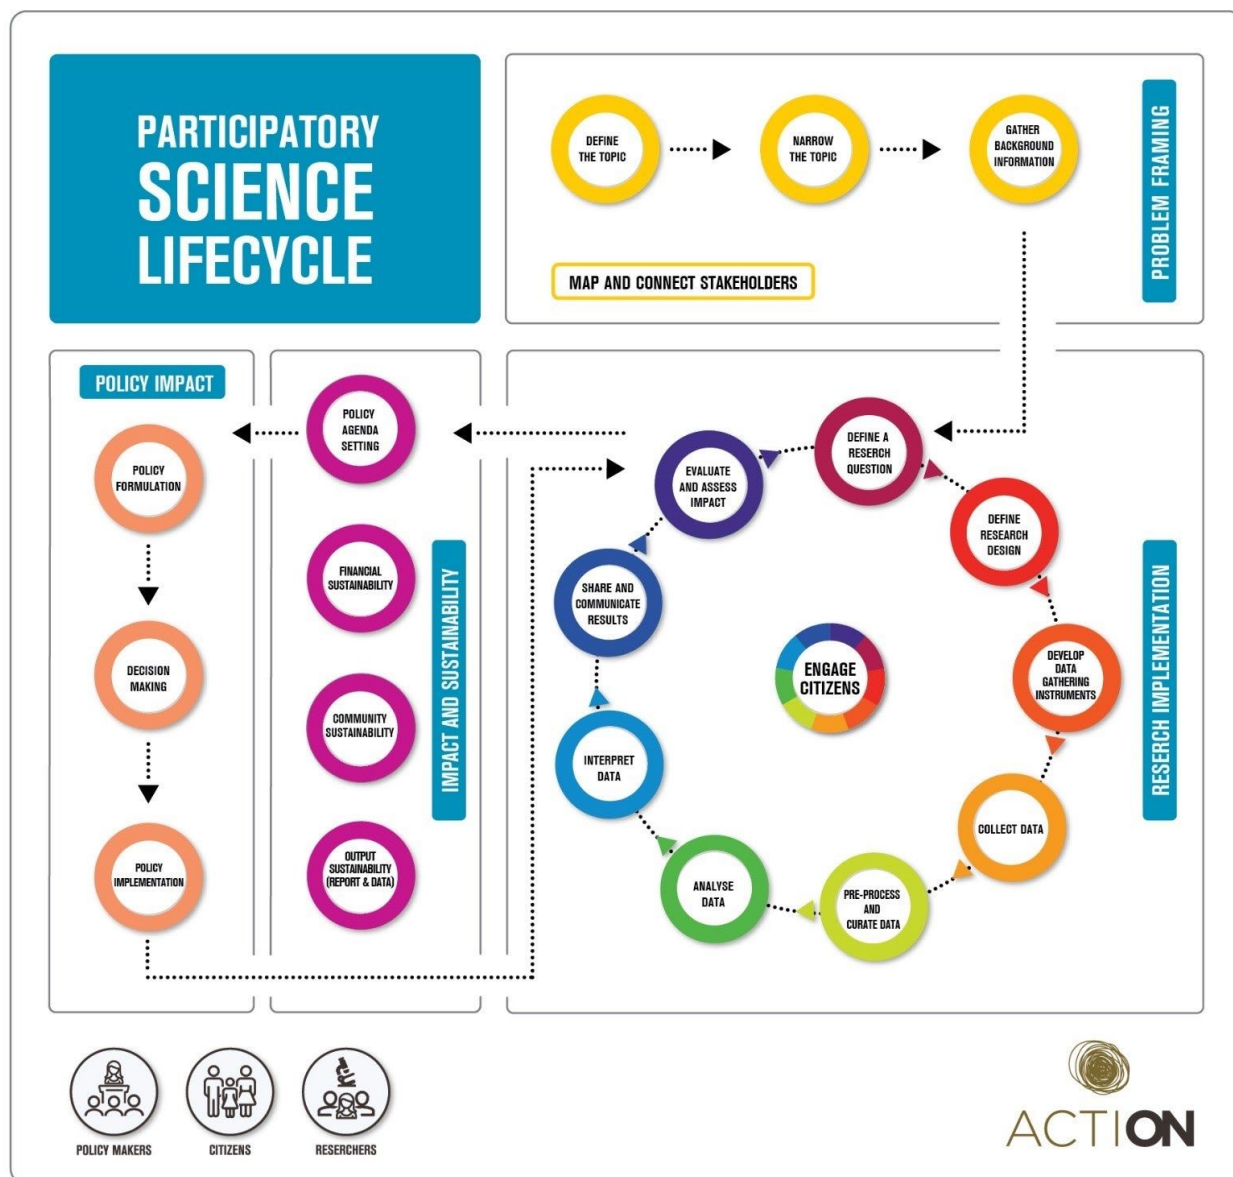 PARTICIPATORY
SCIENCE
LIFECYCLE
DEFINE
THE TOPIC
NARROW
THE TOPIC
GATHER
BACKGROUND
INFORMATION
MAP AND CONNECT STAKEHOLDERS
PROBLEM FRAMING
POLICY IMPACT
POLICY
FORMULATION
DECISION
MAKING
POLICY
IMPLEMENTATION
POLICY
AGENDA
SETTING
FINANCIAL
SUSTAINABILITY
COMMUNITY
SUSTAINABILITY
OUTPUT
SUSTAINABILITY
(REPORT & DATA)
IMPACT AND SUSTAINABILITY
DEFINE A
RESERCH
QUESTION
DEFINE
RESEARCH
DESIGN
DEVELOP
DATA
GATHERING
INSTRUMENTS
COLLECT DATA
PRE-PROCESS
AND
CURATE DATA
ANALYSE
DATA
INTERPRET
DATA
SHARE AND
COMMUNICATE
RESULTS
EVALUATE
AND ASSESS
IMPACT
ENGAGE
CITIZENS
RESERCH IMPLEMENTATION
POLICY MAKERS
CITIZENS
RESERCHERS
ACTION